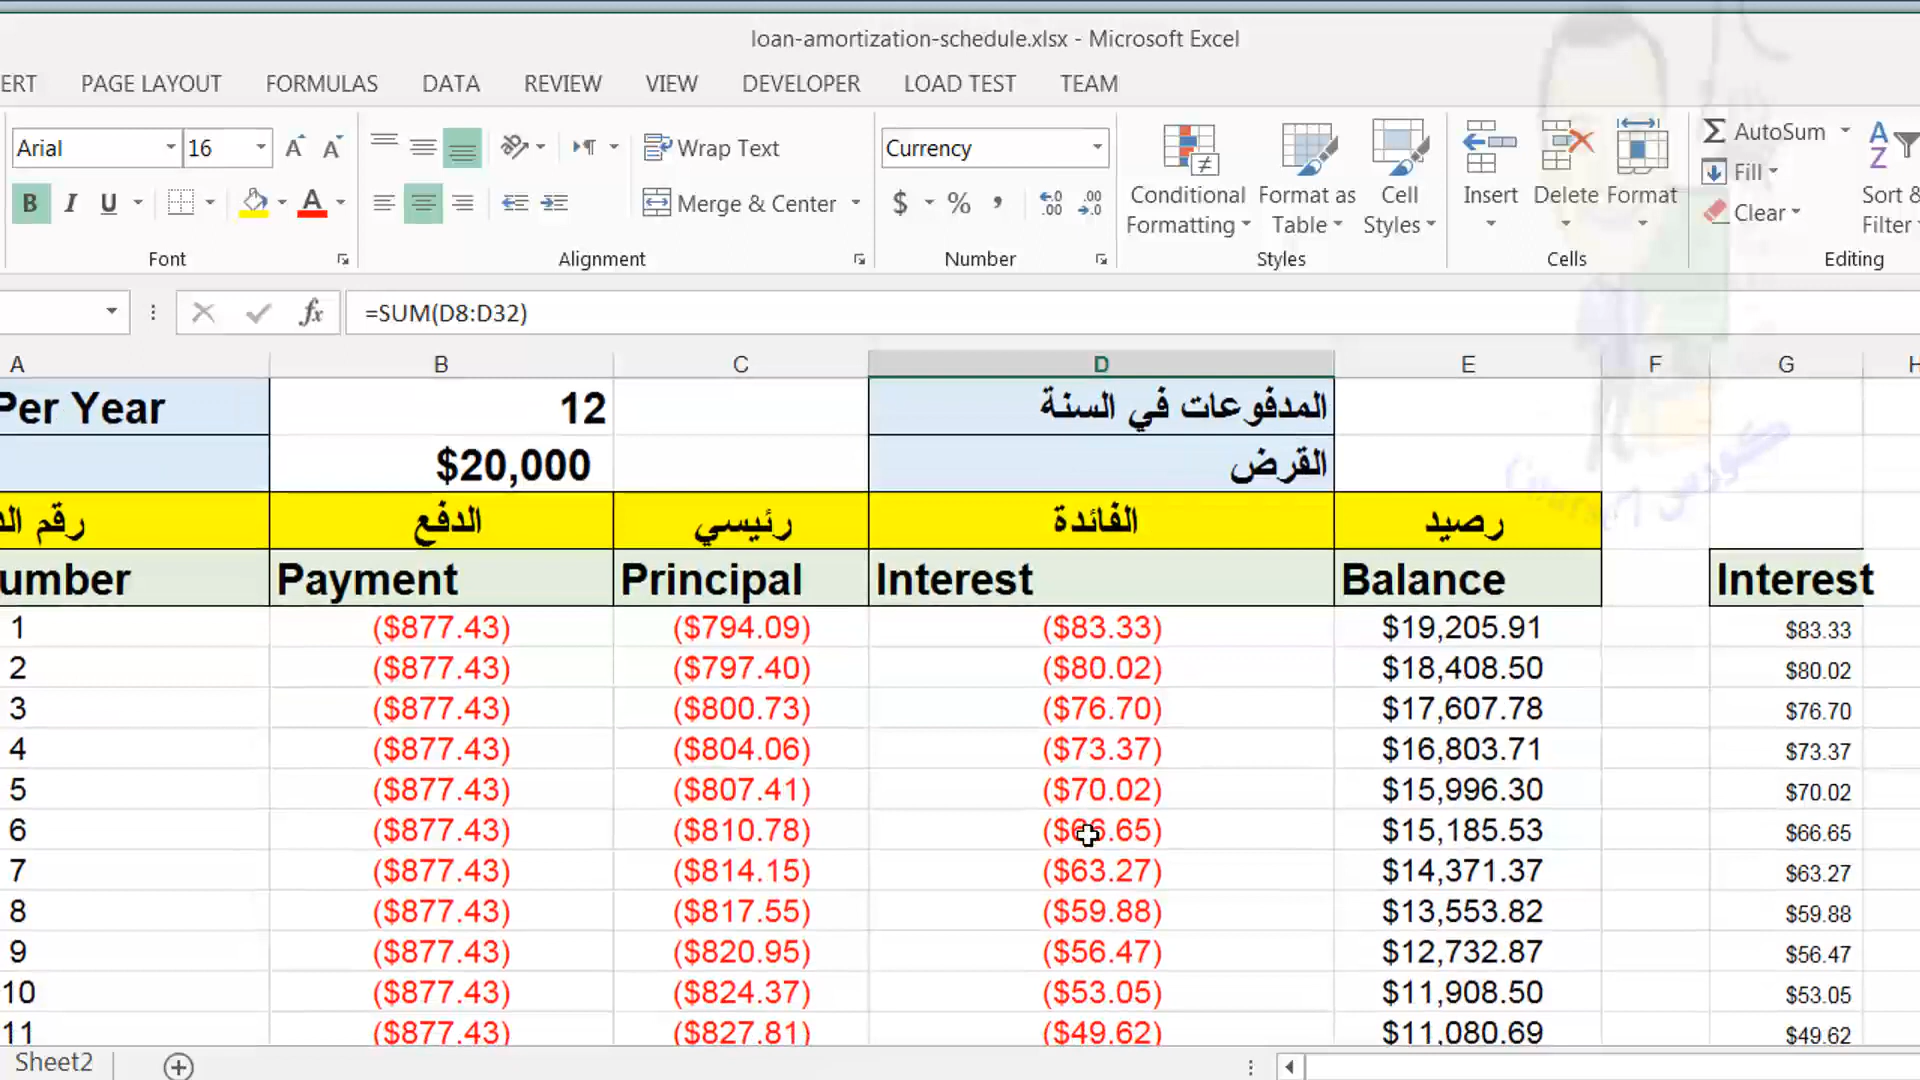 loan-amortization-schedule.xlsx - Microsoft Excel
ERT PAGE LAYOUT FORMULAS DATA REVIEW VIEW DEVELOPER LOAD TEST TEAM
Arial 16 A A Wrap Text Currency AutoSum
B I U A Merge & Center $ % , .00 .0 Conditional Formatting Format as Table Cell Styles Insert Delete Format Fill Clear Sort & Filter
Font Alignment Number Styles Cells Editing
fx =SUM(D8:D32)
A B C D E F G H
Per Year 12 المدفوعات في السنة
$20,000 القرض
رقم الد الدفع رئيسي الفائدة رصيد
umber Payment Principal Interest Balance Interest
1 ($877.43) ($794.09) ($83.33) $19,205.91 $83.33
2 ($877.43) ($797.40) ($80.02) $18,408.50 $80.02
3 ($877.43) ($800.73) ($76.70) $17,607.78 $76.70
4 ($877.43) ($804.06) ($73.37) $16,803.71 $73.37
5 ($877.43) ($807.41) ($70.02) $15,996.30 $70.02
6 ($877.43) ($810.78) ($66.65) $15,185.53 $66.65
7 ($877.43) ($814.15) ($63.27) $14,371.37 $63.27
8 ($877.43) ($817.55) ($59.88) $13,553.82 $59.88
9 ($877.43) ($820.95) ($56.47) $12,732.87 $56.47
10 ($877.43) ($824.37) ($53.05) $11,908.50 $53.05
11 ($877.43) ($827.81) ($49.62) $11,080.69 $49.62
Sheet2